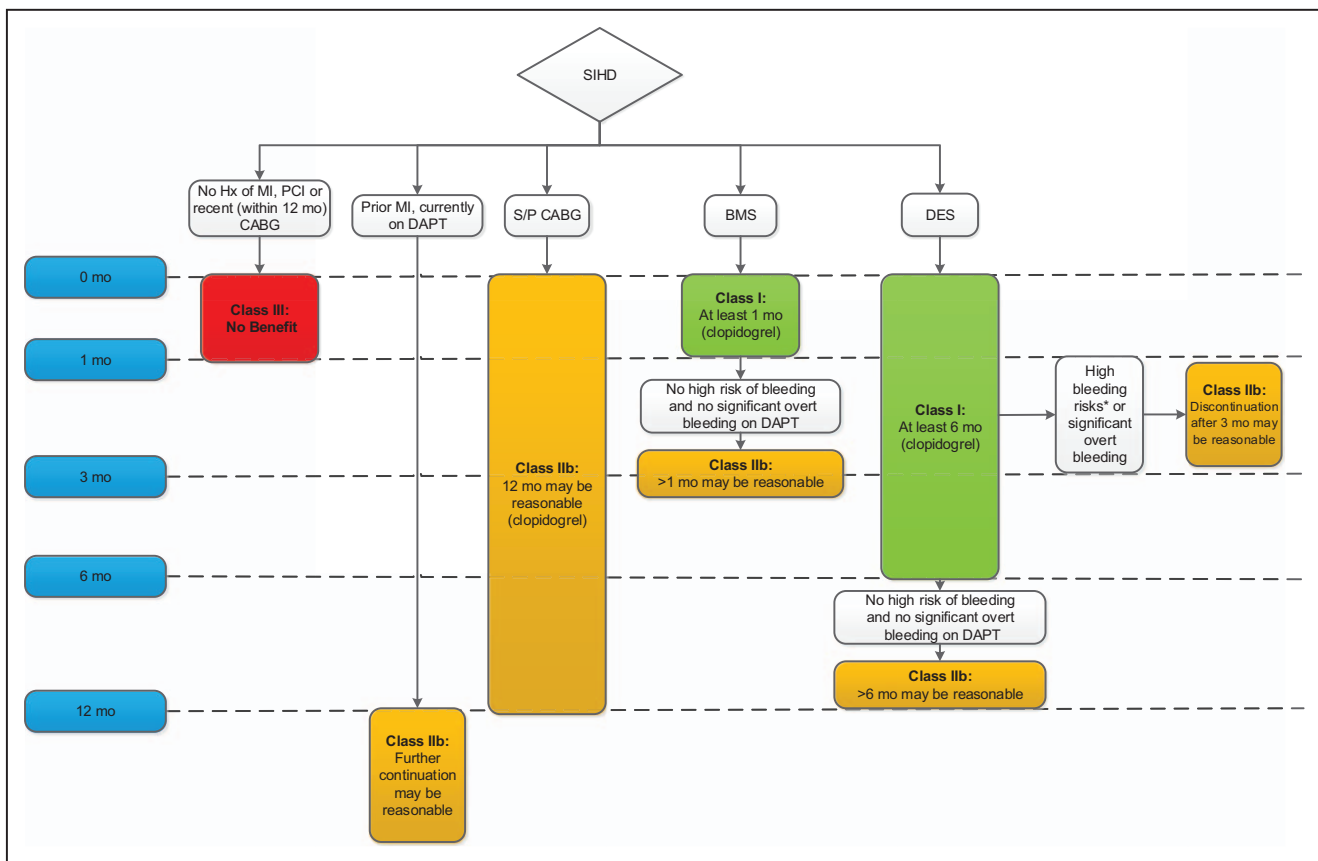 SIHD
No Hx of MI, PCI or
recent (within 12 mo)
CABG
Prior MI, currently
on DAPT
S/P CABG
BMS
DES
0 mo
1 mo
3 mo
6 mo
12 mo
Class III:
No Benefit
Class IIb:
Further
continuation
may be
reasonable
Class IIb:
12 mo may be
reasonable
(clopidogrel)
Class I:
At least 1 mo
(clopidogrel)
No high risk of bleeding
and no significant overt
bleeding on DAPT
Class IIb:
>1 mo may be reasonable
Class I:
At least 6 mo
(clopidogrel)
High
bleeding
risks* or
significant
overt
bleeding
Class IIb:
Discontinuation
after 3 mo may
be reasonable
No high risk of bleeding
and no significant overt
bleeding on DAPT
Class IIb:
>6 mo may be reasonable